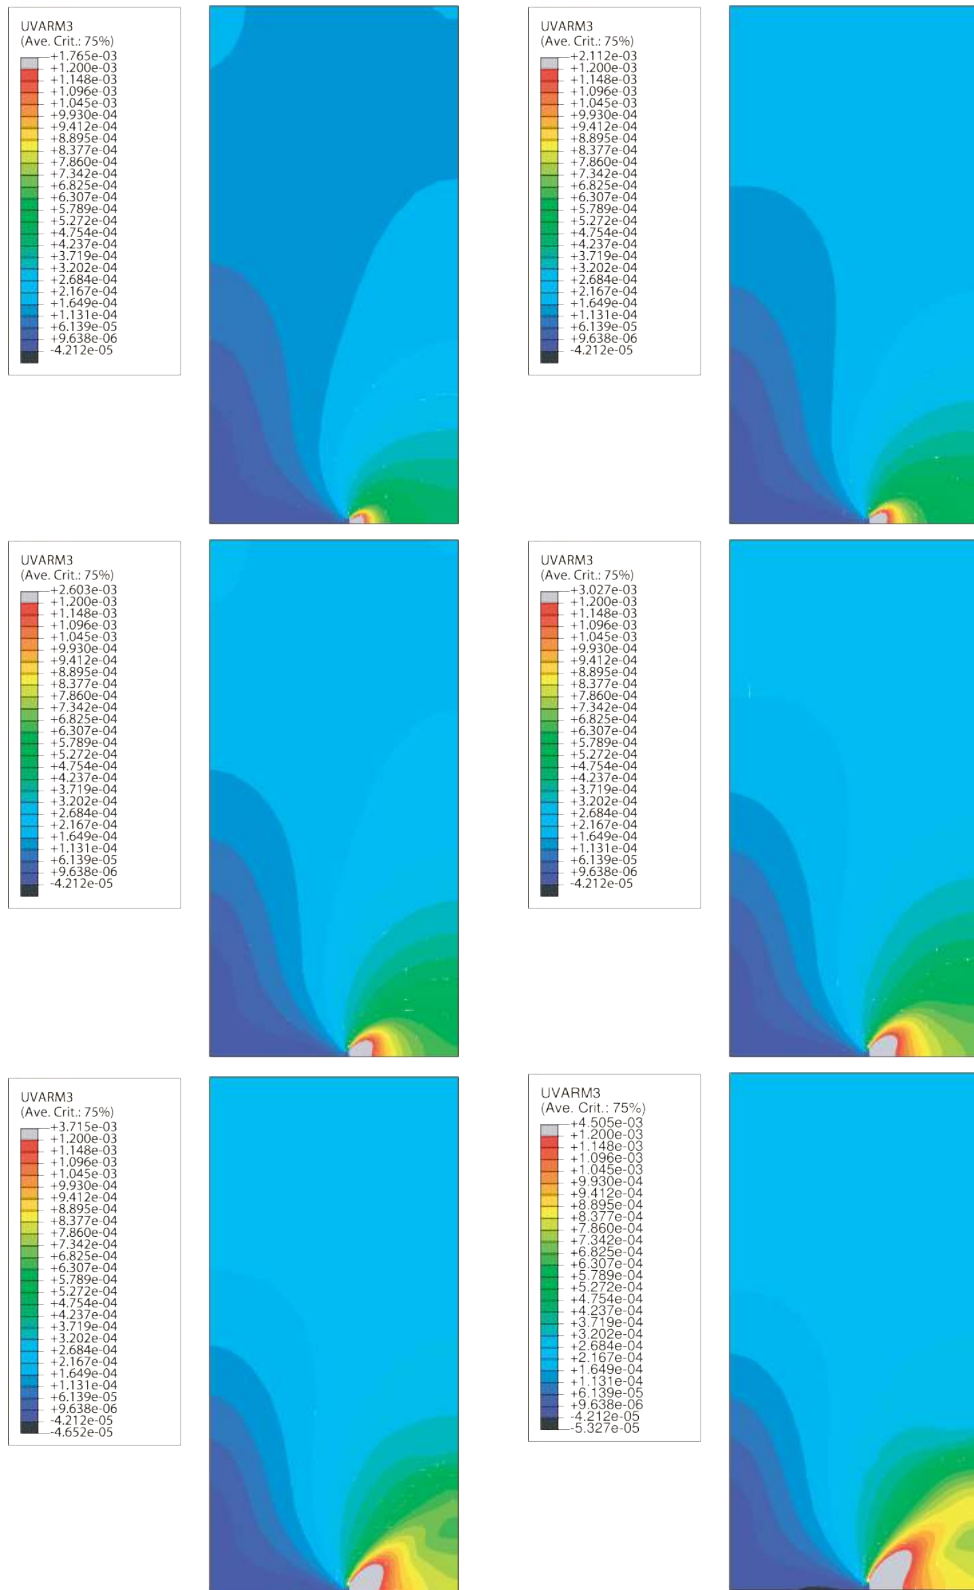 UVARM3
(Ave. Crit.: 75%)
+1.765e-03
+1.200e-03
+1.148e-03
+1.096e-03
+1.045e-03
+9.930e-04
+9.412e-04
+8.895e-04
+8.377e-04
+7.860e-04
+7.342e-04
+6.825e-04
+6.307e-04
+5.789e-04
+5.272e-04
+4.754e-04
+4.237e-04
+3.719e-04
+3.202e-04
+2.684e-04
+2.167e-04
+1.649e-04
+1.131e-04
+6.139e-05
+9.638e-06
-4.212e-05
UVARM3
(Ave. Crit.: 75%)
+2.112e-03
+1.200e-03
+1.148e-03
+1.096e-03
+1.045e-03
+9.930e-04
+9.412e-04
+8.895e-04
+8.377e-04
+7.860e-04
+7.342e-04
+6.825e-04
+6.307e-04
+5.789e-04
+5.272e-04
+4.754e-04
+4.237e-04
+3.719e-04
+3.202e-04
+2.684e-04
+2.167e-04
+1.649e-04
+1.131e-04
+6.139e-05
+9.638e-06
-4.212e-05
UVARM3
(Ave. Crit.: 75%)
+2.603e-03
+1.200e-03
+1.148e-03
+1.096e-03
+1.045e-03
+9.930e-04
+9.412e-04
+8.895e-04
+8.377e-04
+7.860e-04
+7.342e-04
+6.825e-04
+6.307e-04
+5.789e-04
+5.272e-04
+4.754e-04
+4.237e-04
+3.719e-04
+3.202e-04
+2.684e-04
+2.167e-04
+1.649e-04
+1.131e-04
+6.139e-05
+9.638e-06
-4.212e-05
UVARM3
(Ave. Crit.: 75%)
+3.027e-03
+1.200e-03
+1.148e-03
+1.096e-03
+1.045e-03
+9.930e-04
+9.412e-04
+8.895e-04
+8.377e-04
+7.860e-04
+7.342e-04
+6.825e-04
+6.307e-04
+5.789e-04
+5.272e-04
+4.754e-04
+4.237e-04
+3.719e-04
+3.202e-04
+2.684e-04
+2.167e-04
+1.649e-04
+1.131e-04
+6.139e-05
+9.638e-06
-4.212e-05
UVARM3
(Ave. Crit.: 75%)
+3.715e-03
+1.200e-03
+1.148e-03
+1.096e-03
+1.045e-03
+9.930e-04
+9.412e-04
+8.895e-04
+8.377e-04
+7.860e-04
+7.342e-04
+6.825e-04
+6.307e-04
+5.789e-04
+5.272e-04
+4.754e-04
+4.237e-04
+3.719e-04
+3.202e-04
+2.684e-04
+2.167e-04
+1.649e-04
+1.131e-04
+6.139e-05
+9.638e-06
-4.212e-05
-4.652e-05
UVARM3
(Ave. Crit.: 75%)
+4.505e-03
+1.200e-03
+1.148e-03
+1.096e-03
+1.045e-03
+9.930e-04
+9.412e-04
+8.895e-04
+8.377e-04
+7.860e-04
+7.342e-04
+6.825e-04
+6.307e-04
+5.789e-04
+5.272e-04
+4.754e-04
+4.237e-04
+3.719e-04
+3.202e-04
+2.684e-04
+2.167e-04
+1.649e-04
+1.131e-04
+6.139e-05
+9.638e-06
-4.212e-05
-5.327e-05